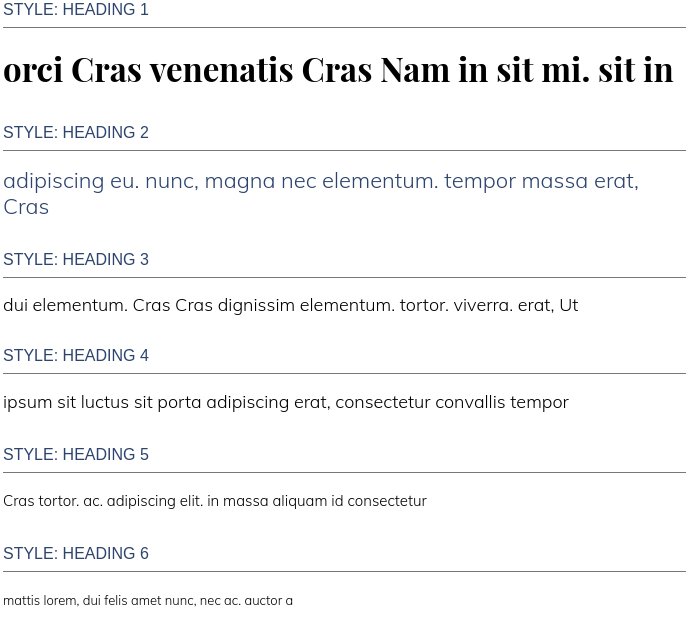 STYLE: HEADING 1
orci Cras venenatis Cras Nam in sit mi. sit in
STYLE: HEADING 2
adipiscing eu. nunc, magna nec elementum. tempor massa erat,
Cras
STYLE: HEADING 3
dui elementum. Cras Cras dignissim elementum. tortor. viverra. erat, Ut
STYLE: HEADING 4
ipsum sit luctus sit porta adipiscing erat, consectetur convallis tempor
STYLE: HEADING 5
Cras tortor. ac. adipiscing elit. in massa aliquam id consectetur
STYLE: HEADING 6
mattis lorem, dui felis amet nunc, nec ac. auctor a